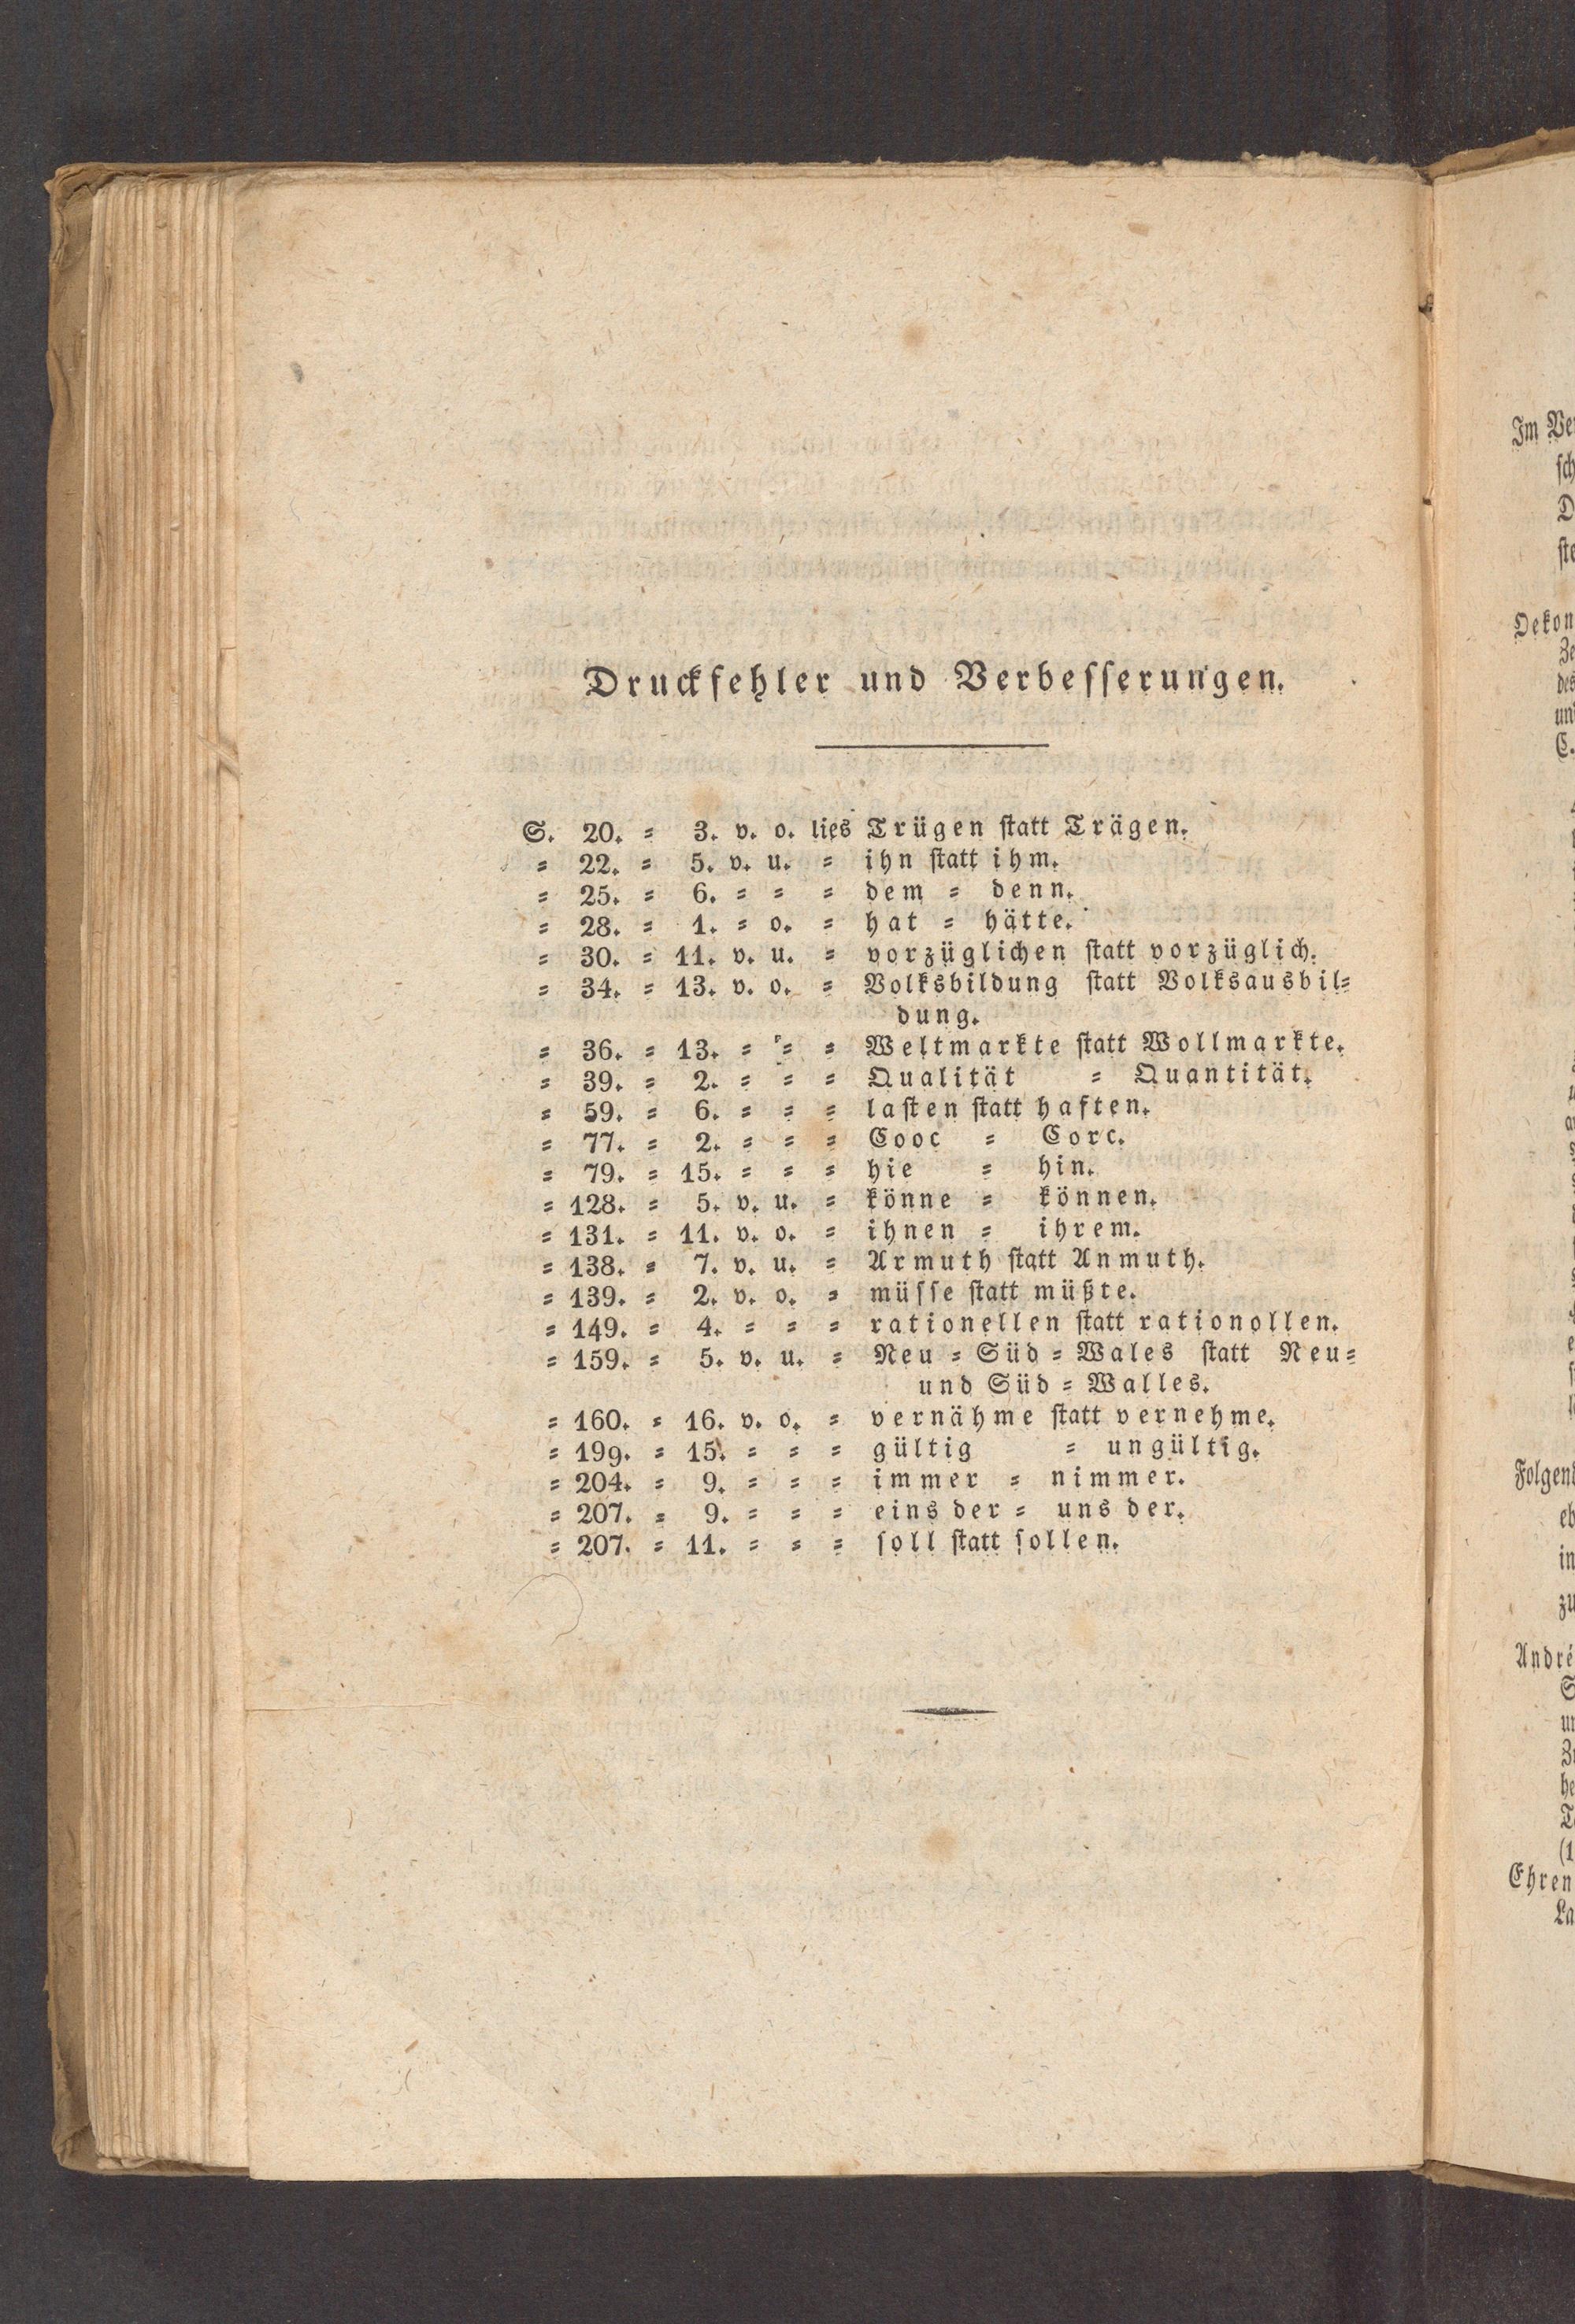 Druckfehler und Verbesserungen.
S. 20. = 3. v. o. lies Trügen statt Trägen.
= 22. = 5. v. u. = ihn statt ihm.
= 25. = 6. = = = dem = denn.
= 28. = 1. = o. = hat = hätte.
= 30. = 11. v. u. = vorzüglichen statt vorzüglich.
= 34. = 13. v. o. = Volksbildung statt Volksausbil=
dung.
= 36. = 13. = = = Weltmarkte statt Wollmarkte.
= 39. = 2. = = = Qualität = Quantität.
= 59. = 6. = = = lasten statt haften.
= 77. = 2. = = = Cooc = Corc.
= 79. = 15. = = = hie = hin.
= 128. = 5. v. u. = könne = können.
= 131. = 11. v. o. = ihnen = ihrem.
= 138. = 7. v. u. = Armuth statt Anmuth.
= 139. = 2. v. o. = müsse statt müßte.
= 149. = 4. = = = rationellen statt rationollen.
= 159. = 5. v. u. = Neu = Süd = Wales statt Neu=
und Süd = Walles.
= 160. = 16. v. o. = vernähme statt vernehme.
= 199. = 15. = = = gültig = ungültig.
= 204. = 9. = = = immer = nimmer.
= 207. = 9. = = = eins der = uns der.
= 207. = 11. = = = soll statt sollen.
Im
Folgen
André
Ehren